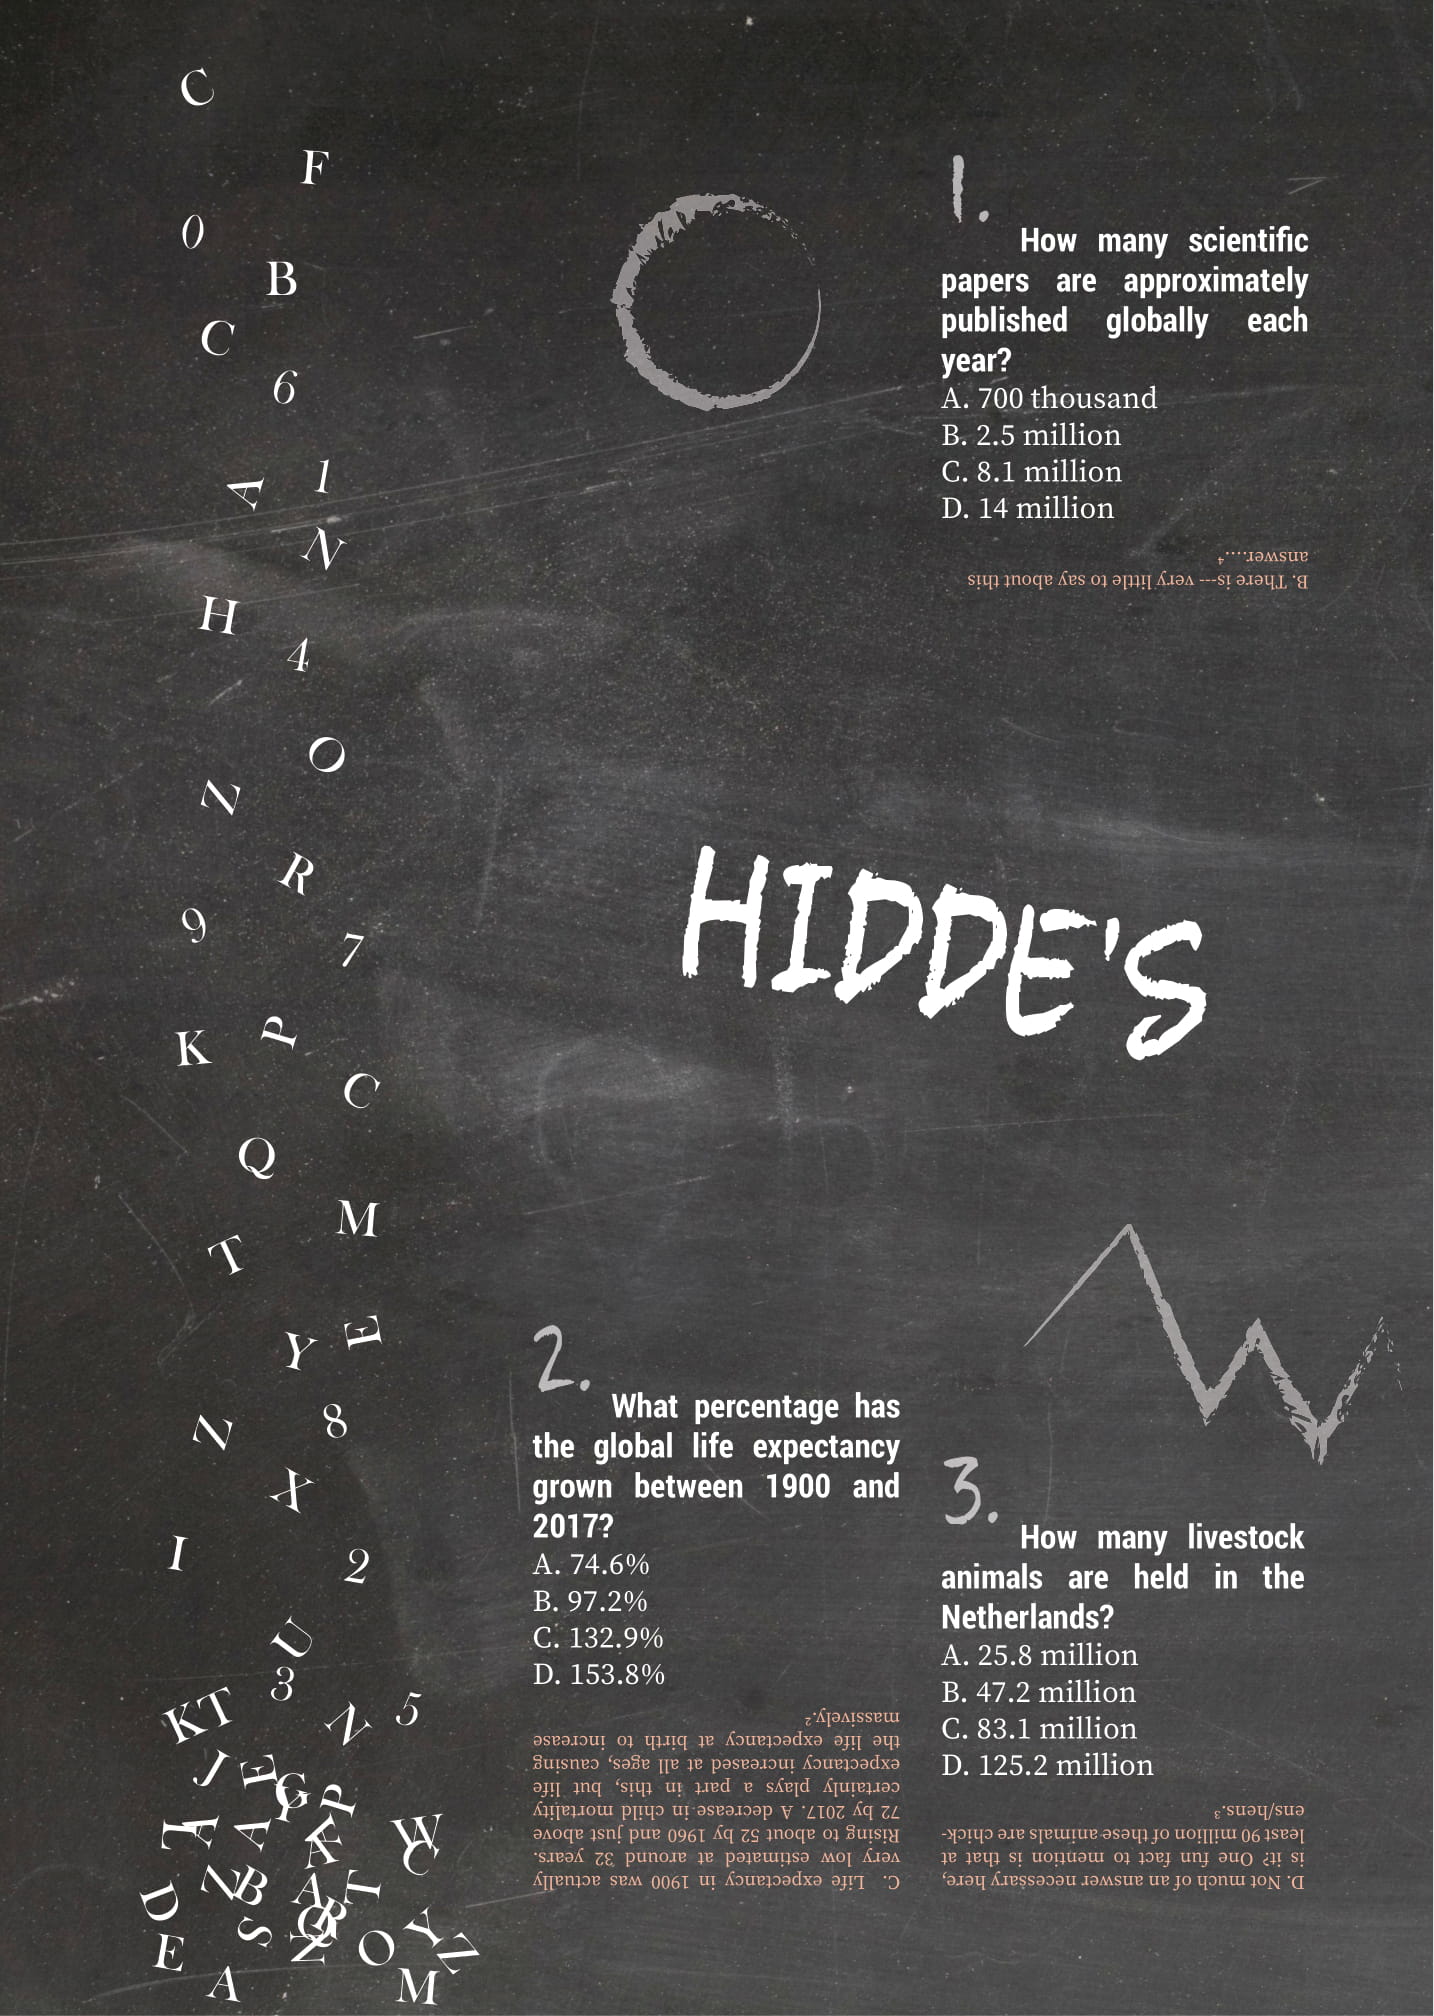 C
F
0
B
C
6
A
1
N
H
4
O
Z
R
9
7
K
P
C
Q
M
T
Y
E
Z
8
X
I
2
U
3
K
T
N
5
J
E
G
P
A
A
W
C
D
Z
B
A
T
S
Q
R
Z
O
Y
Z
E
A
M
1.
How many scientific
papers are approximately
published globally each
year?
A. 700 thousand
B. 2.5 million
C. 8.1 million
D. 14 million
B. There is--- very little to say about this
answer....⁴
HIDDE'S
2.
What percentage has
the global life expectancy
grown between 1900 and
2017?
A. 74.6%
B. 97.2%
C. 132.9%
D. 153.8%
C. Life expectancy in 1900 was actually
very low estimated at around 32 years.
Rising to about 52 by 1960 and just above
72 by 2017. A decrease in child mortality
certainly plays a part in this, but life
expectancy increased at all ages, causing
the life expectancy at birth to increase
massively.²
3.
How many livestock
animals are held in the
Netherlands?
A. 25.8 million
B. 47.2 million
C. 83.1 million
D. 125.2 million
D. Not much of an answer necessary here,
is it? One fun fact to mention is that at
least 90 million of these animals are chick-
ens/hens.³